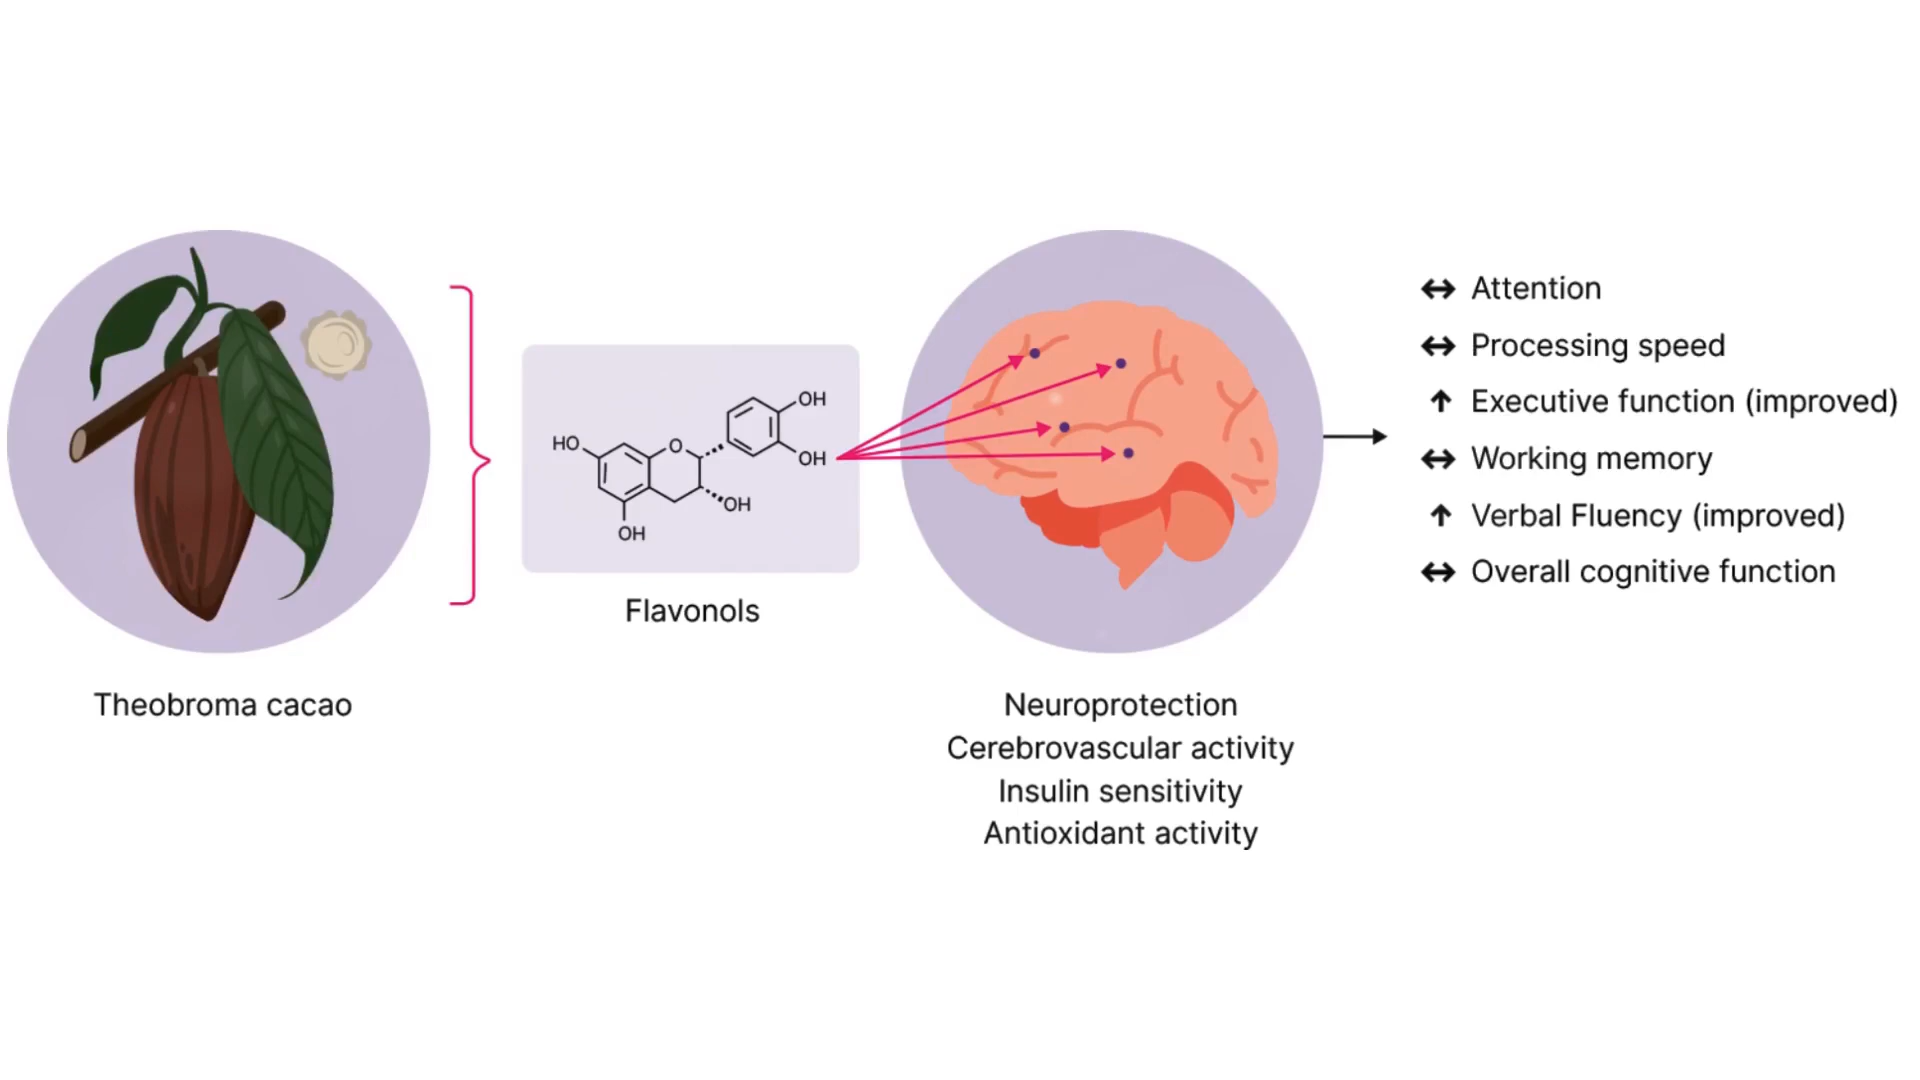 Theobroma cacao
HO
O
OH
OH
OH
OH
Flavonols
Neuroprotection
Cerebrovascular activity
Insulin sensitivity
Antioxidant activity
↔ Attention
↔ Processing speed
↑ Executive function (improved)
↔ Working memory
↑ Verbal Fluency (improved)
↔ Overall cognitive function